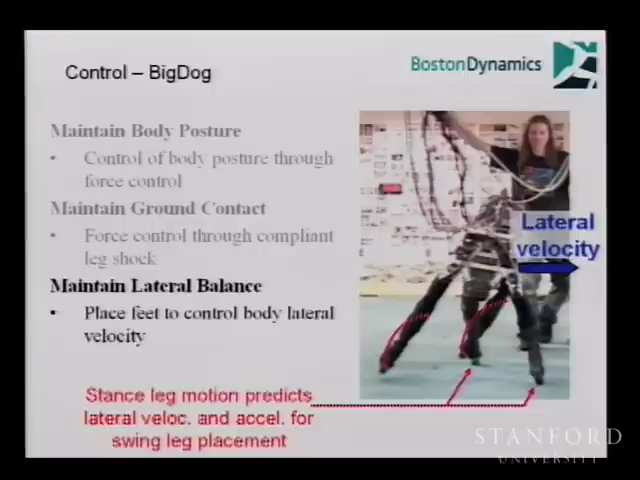 Control – BigDog
BostonDynamics
Maintain Body Posture
• Control of body posture through
force control
Maintain Ground Contact
• Force control through compliant
leg shock
Maintain Lateral Balance
• Place feet to control body lateral
velocity
Lateral
velocity
Stance leg motion predicts
lateral veloc. and accel. for
swing leg placement
STANFORD
UNIVERSITY